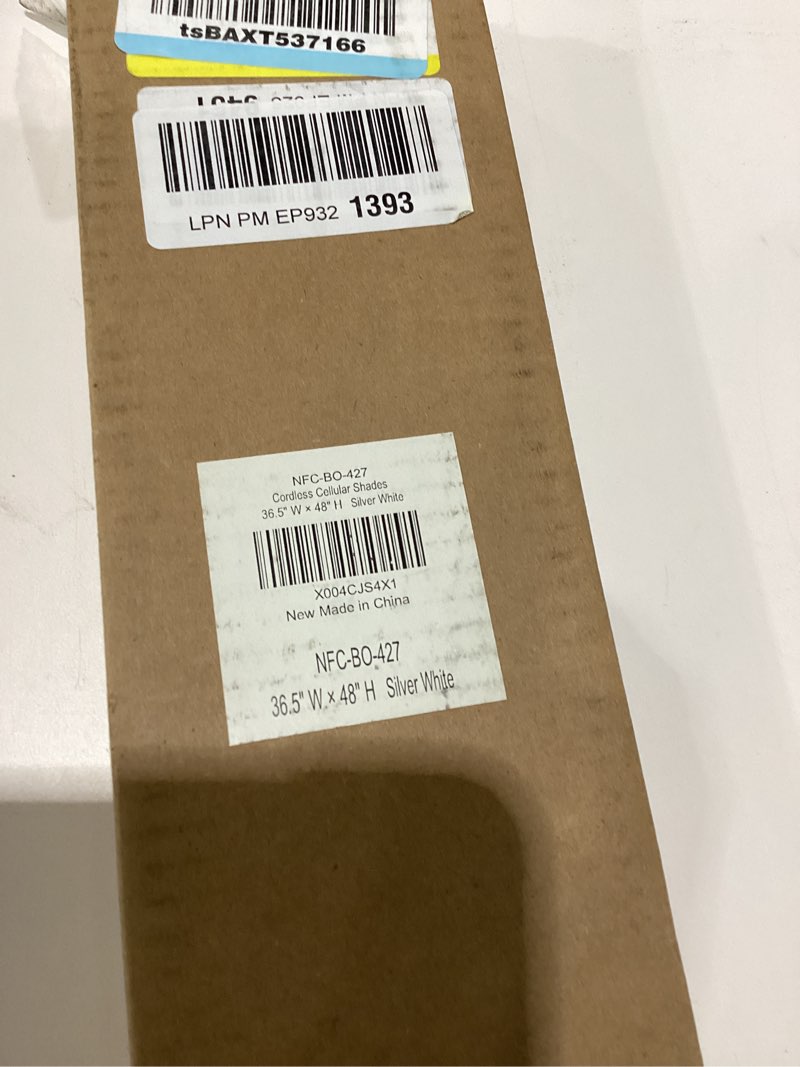 tsBAXT537166
LPN PM EP932 1393
NFC-BO-427
Cordless Cellular Shades
36.5" W × 48" H Silver White
X004CJS4X1
New Made in China
NFC-BO-427
36.5" W × 48" H Silver White